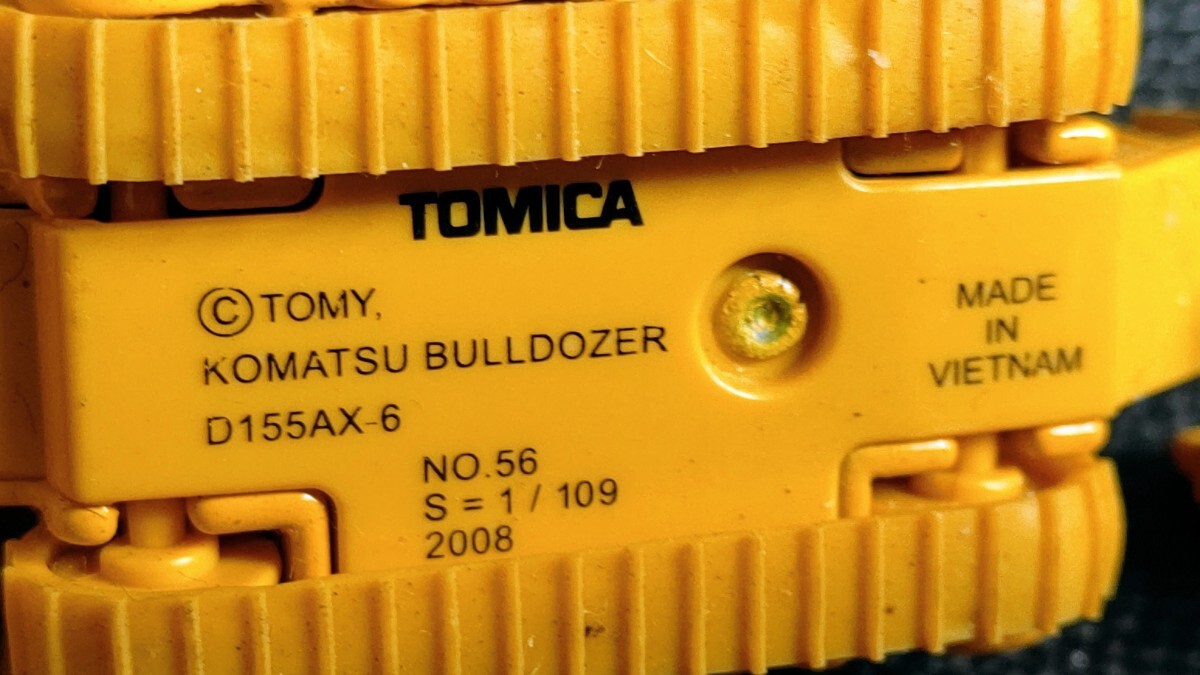 TOMICA
©TOMY,
KOMATSU BULLDOZER
D155AX-6
NO.56
S = 1 / 109
2008
MADE
IN
VIETNAM